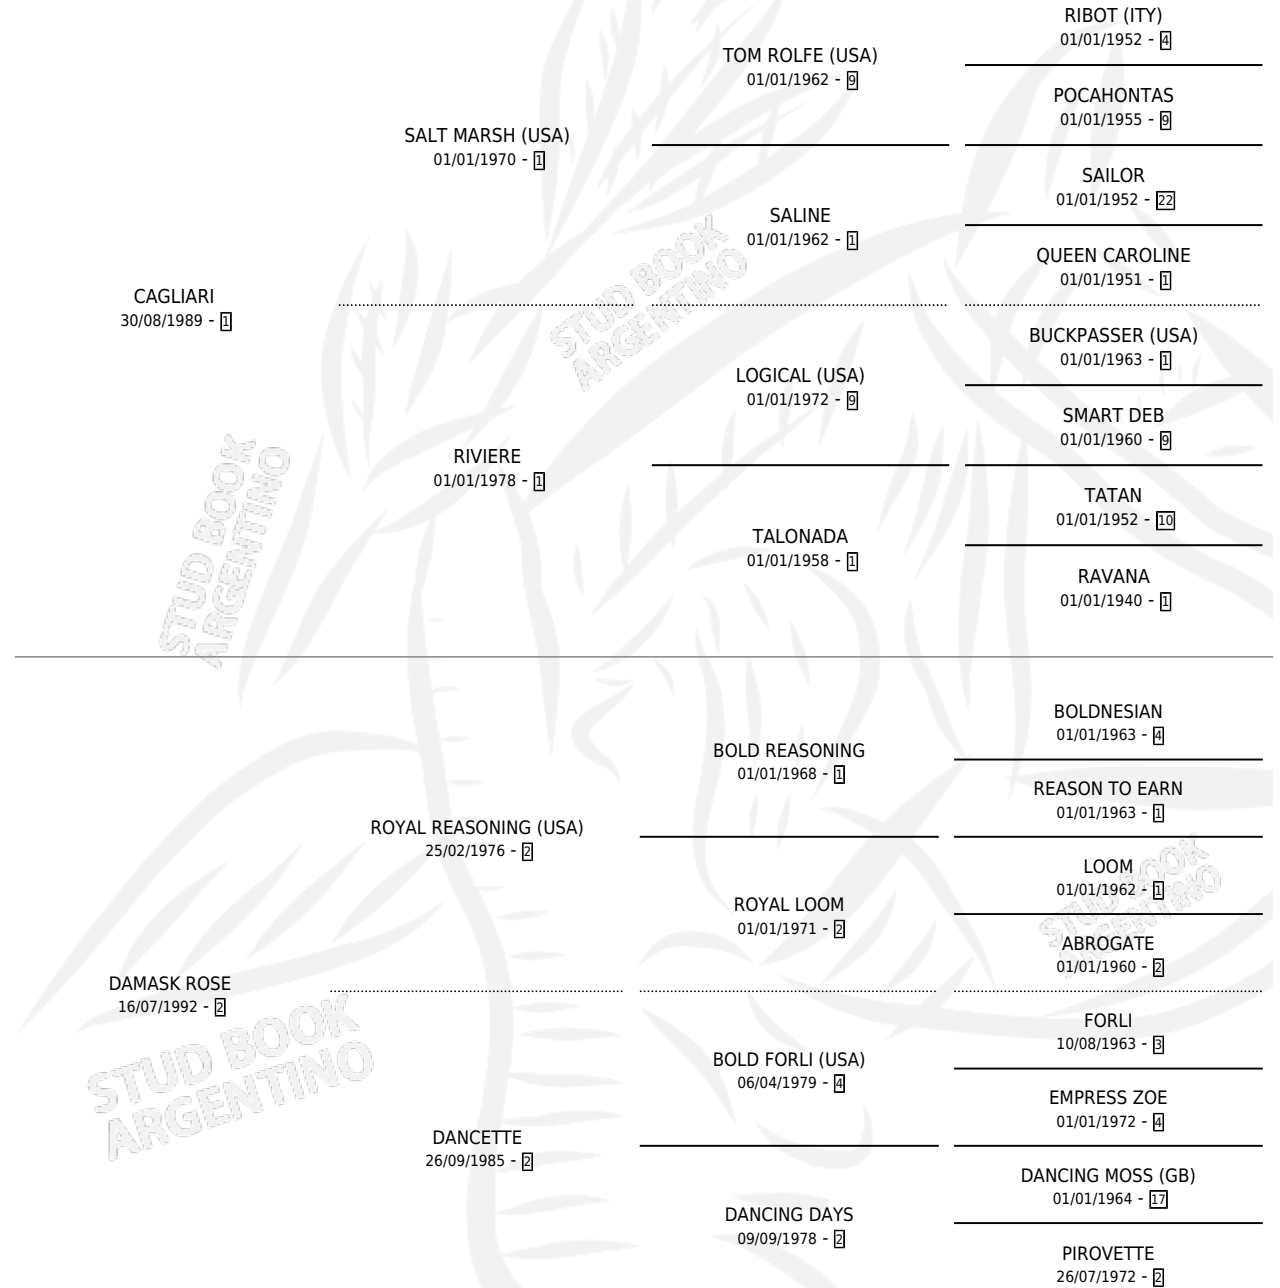 RIBOT (ITY)
01/01/1952 - 4
TOM ROLFE (USA)
01/01/1962 - 9
POCAHONTAS
01/01/1955 - 9
SALT MARSH (USA)
01/01/1970 - 1
SAILOR
01/01/1952 - 22
SALINE
01/01/1962 - 1
QUEEN CAROLINE
01/01/1951 - 1
CAGLIARI
30/08/1989 - 1
BUCKPASSER (USA)
01/01/1963 - 1
LOGICAL (USA)
01/01/1972 - 9
SMART DEB
01/01/1960 - 9
RIVIERE
01/01/1978 - 1
TATAN
01/01/1952 - 10
TALONADA
01/01/1958 - 1
RAVANA
01/01/1940 - 1
BOLDNESIAN
01/01/1963 - 4
BOLD REASONING
01/01/1968 - 1
REASON TO EARN
01/01/1963 - 1
ROYAL REASONING (USA)
25/02/1976 - 2
LOOM
01/01/1962 - 1
ROYAL LOOM
01/01/1971 - 2
ABROGATE
01/01/1960 - 2
DAMASK ROSE
16/07/1992 - 2
FORLI
10/08/1963 - 3
BOLD FORLI (USA)
06/04/1979 - 4
EMPRESS ZOE
01/01/1972 - 4
DANCETTE
26/09/1985 - 2
DANCING MOSS (GB)
01/01/1964 - 17
DANCING DAYS
09/09/1978 - 2
PIROVETTE
26/07/1972 - 2
STUD BOOK
ARGENTINO
STUD BOOK
ARGENTINO
STUD BOOK
ARGENTINO
STUD BOOK
ARGENTINO